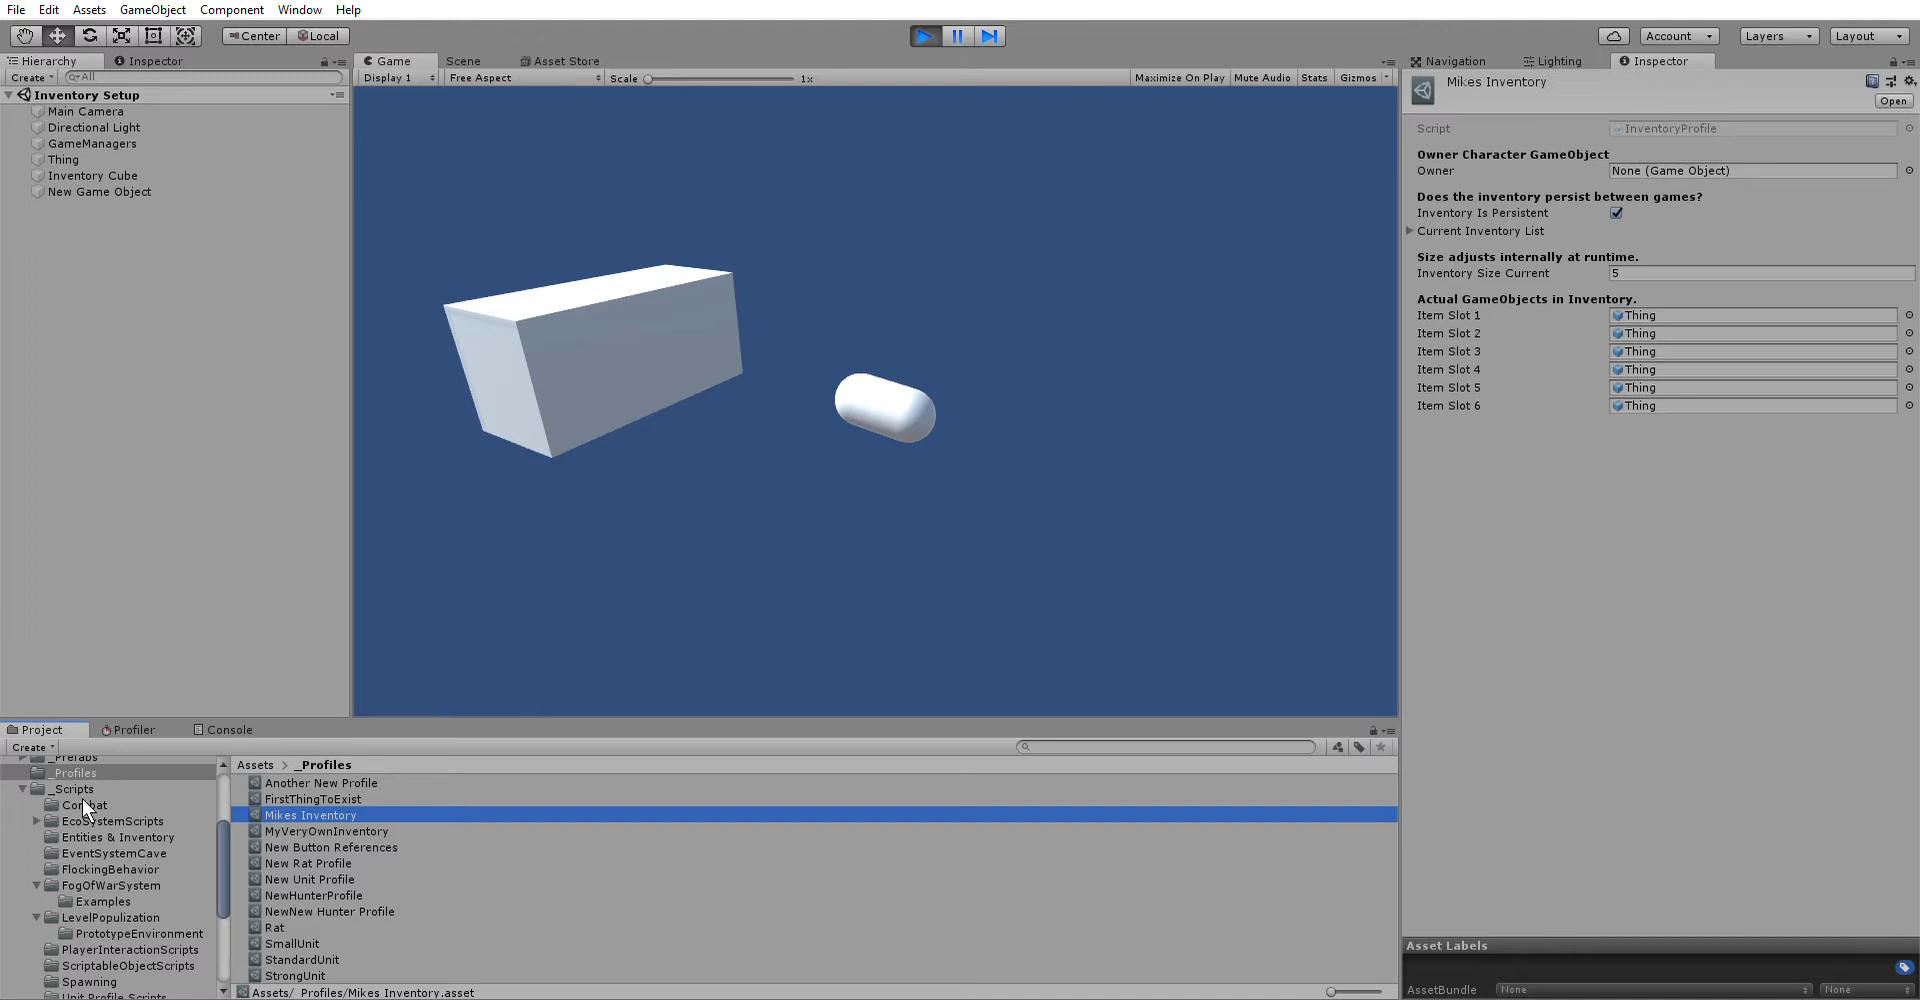 File Edit Assets GameObject Component Inventory Window Help
Center Local Account Layers Layout
Hierarchy Inspector Game Scene Asset Store Navigation Lighting Inspector
Create All Display 1 Free Aspect Scale 1x Maximize On Play Mute Audio Stats Gizmos
Mikes Inventory
Open
Inventory Setup
Main Camera
Directional Light
GameManagers
Thing
Inventory Cube
New Game Object
Script InventoryProfile
Owner Character GameObject
Owner None (Game Object)
Does the inventory persist between games?
Inventory Is Persistent
Current Inventory List
Size adjusts internally at runtime.
Inventory Size Current 5
Actual GameObjects in Inventory.
Item Slot 1 Thing
Item Slot 2 Thing
Item Slot 3 Thing
Item Slot 4 Thing
Item Slot 5 Thing
Item Slot 6 Thing
Project Profiler Console
Create
_Prefabs
_Profiles
_Scripts
Combat
EcoSystemScripts
Entities & Inventory
EventSystemCave
FlockingBehavior
FogOfWarSystem
Examples
LevelPopulization
PrototypeEnvironment
PlayerInteractionScripts
ScriptableObjectScripts
Spawning
Unit Profile Scripts
Assets > _Profiles
Another New Profile
FirstThingToExist
Mikes Inventory
MyVeryOwnInventory
New Button References
New Rat Profile
New Unit Profile
NewHunterProfile
NewNew Hunter Profile
Rat
SmallUnit
StandardUnit
StrongUnit
Assets/_Profiles/Mikes Inventory.asset
Asset Labels
AssetBundle None None